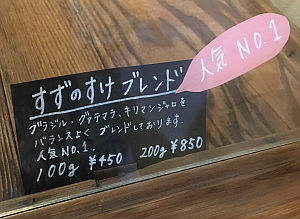 人気 NO.1
すずのすけブレンド
ブラジル・グァテマラ、キリマンジャロを
バランスよく ブレンドしております.
人気NO.1.
100g ¥450 200g ¥850